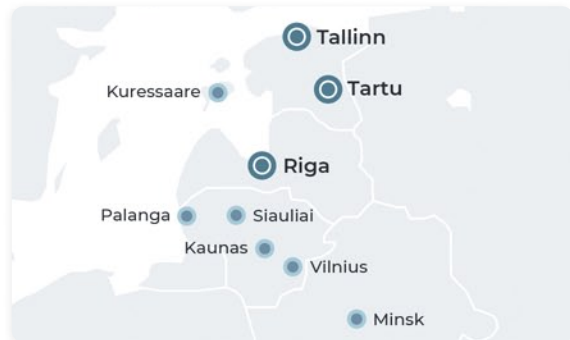 Tallinn
Kuressaare
Tartu
Riga
Palanga
Siauliai
Kaunas
Vilnius
Minsk